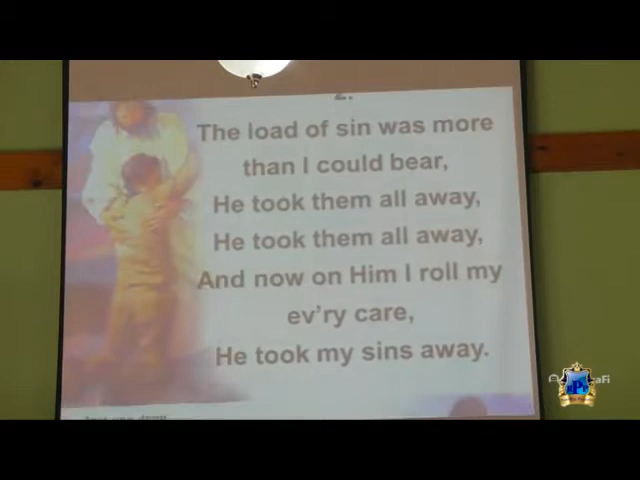 2.
The load of sin was more
than I could bear,
He took them all away,
He took them all away,
And now on Him I roll my
ev'ry care,
He took my sins away.